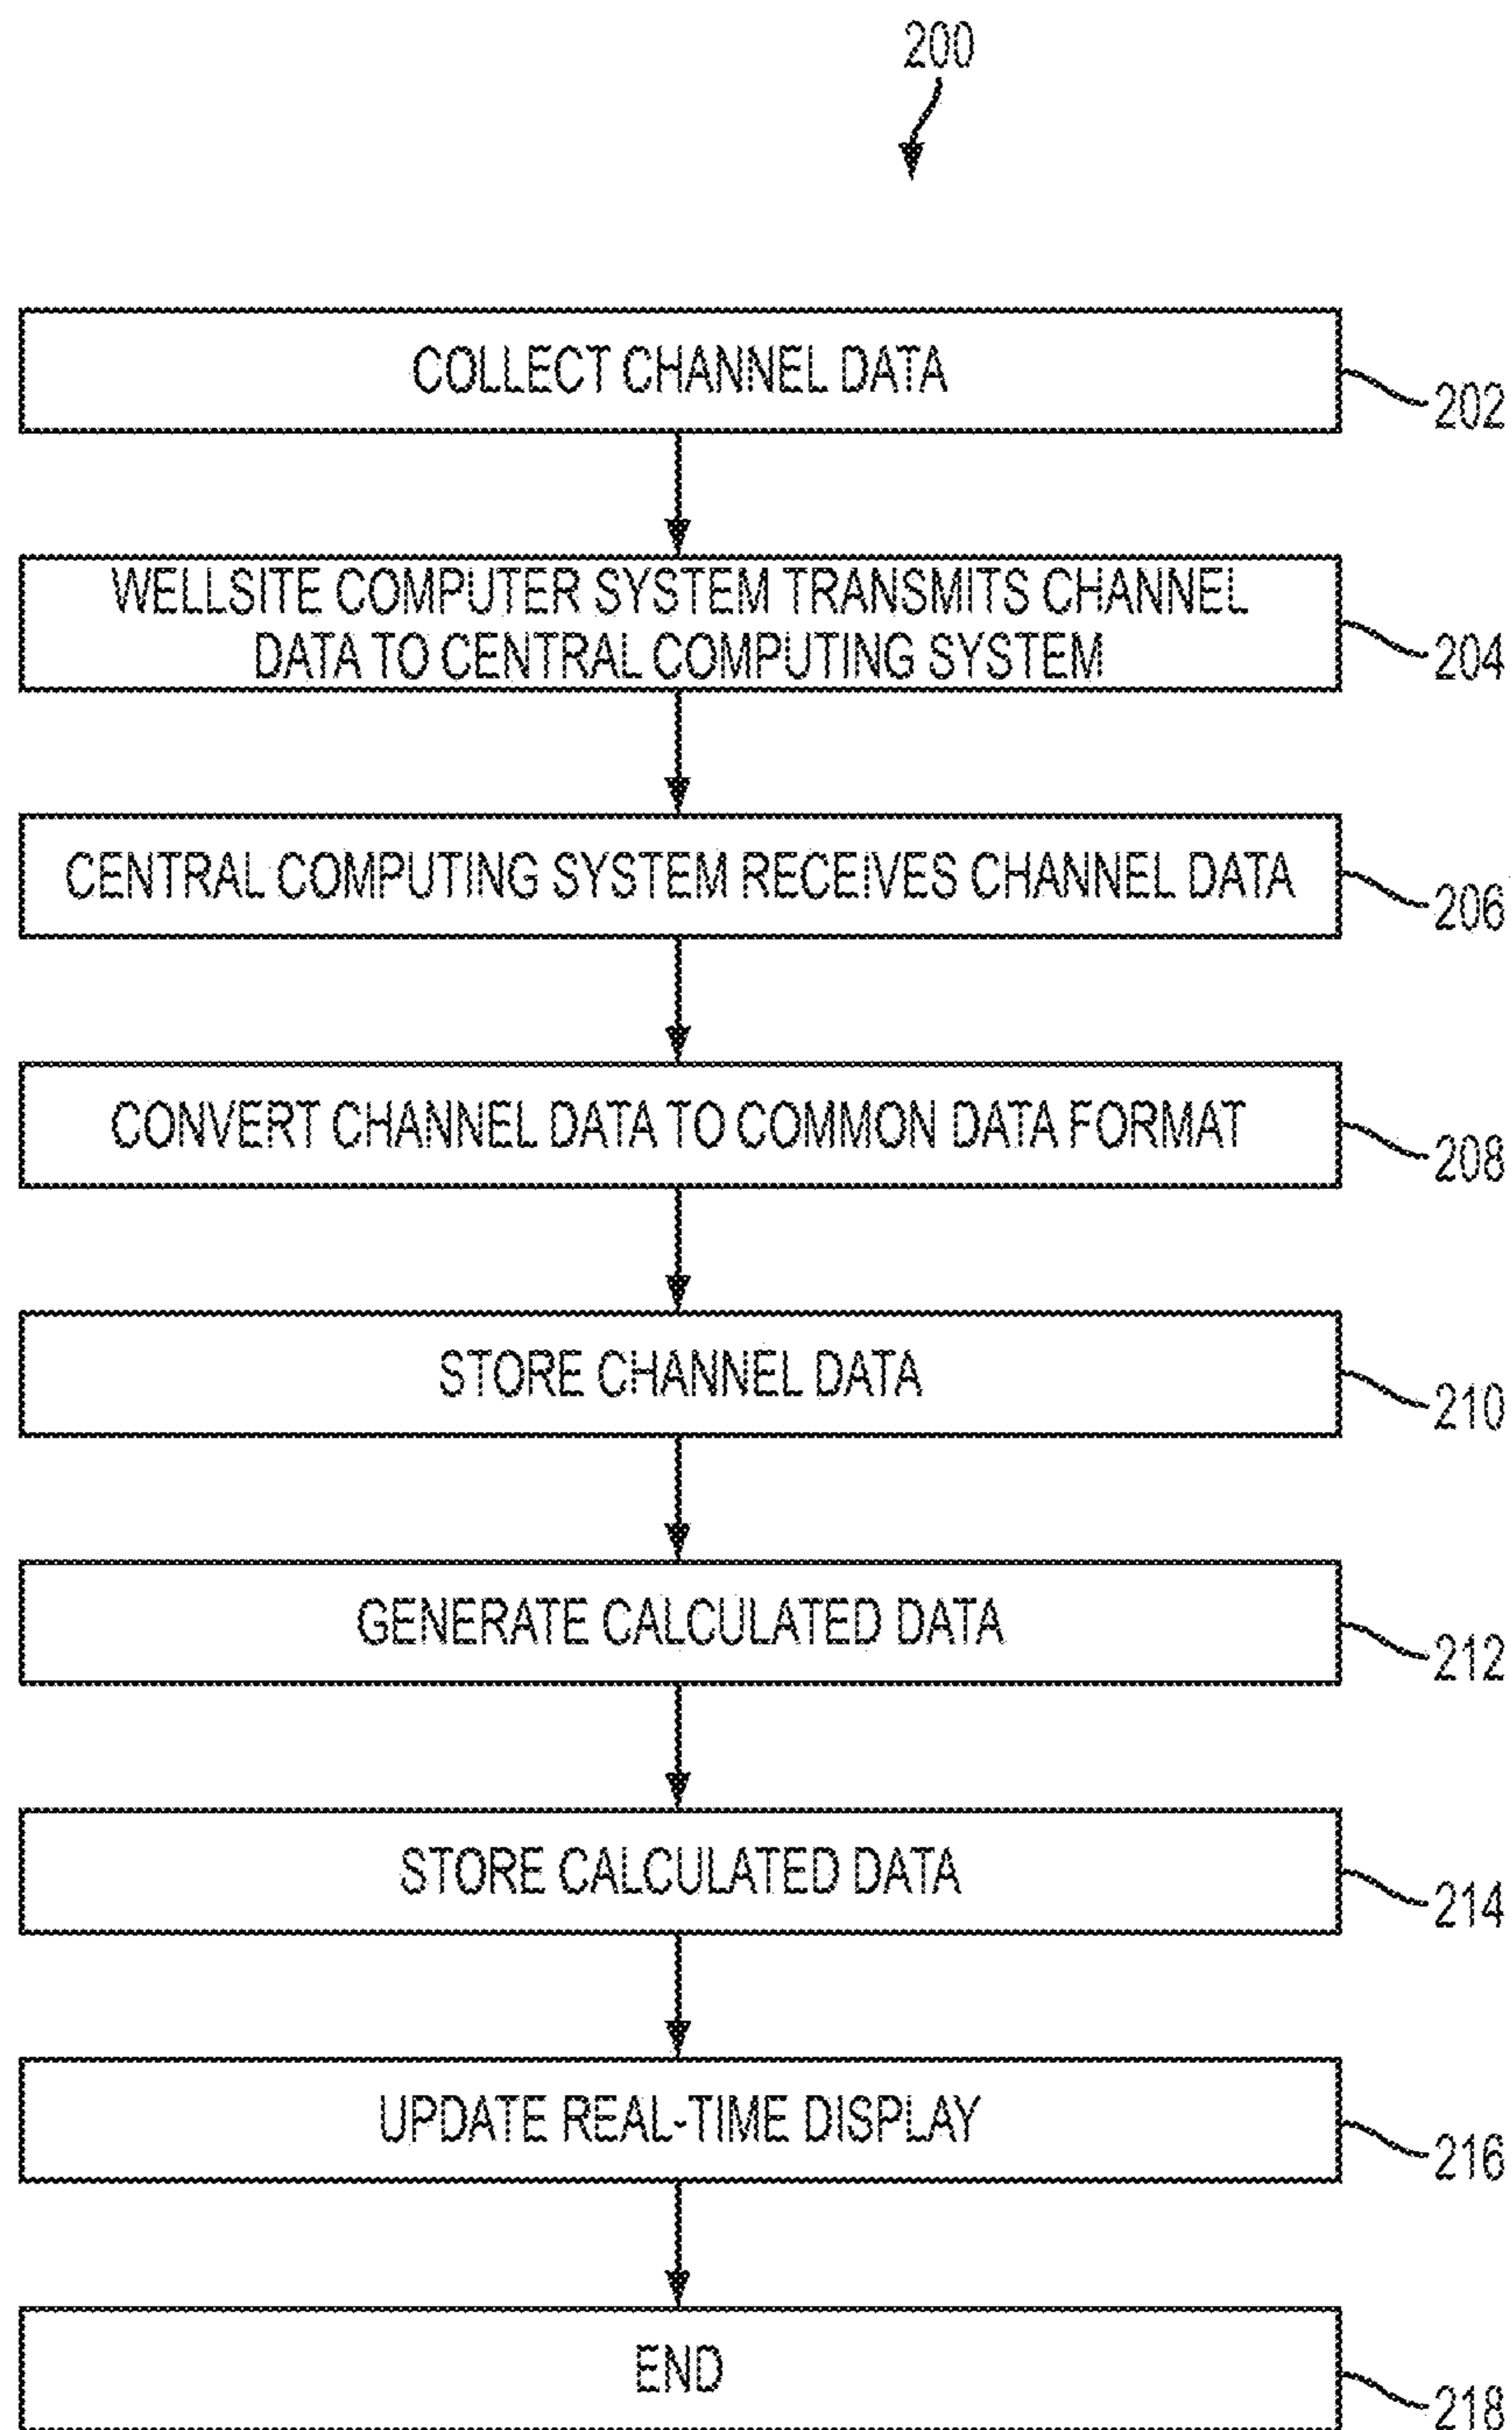 200
COLLECT CHANNEL DATA
202
WELLSITE COMPUTER SYSTEM TRANSMITS CHANNEL
DATA TO CENTRAL COMPUTING SYSTEM
204
CENTRAL COMPUTING SYSTEM RECEIVES CHANNEL DATA
206
CONVERT CHANNEL DATA TO COMMON DATA FORMAT
208
STORE CHANNEL DATA
210
GENERATE CALCULATED DATA
212
STORE CALCULATED DATA
214
UPDATE REAL-TIME DISPLAY
216
END
218